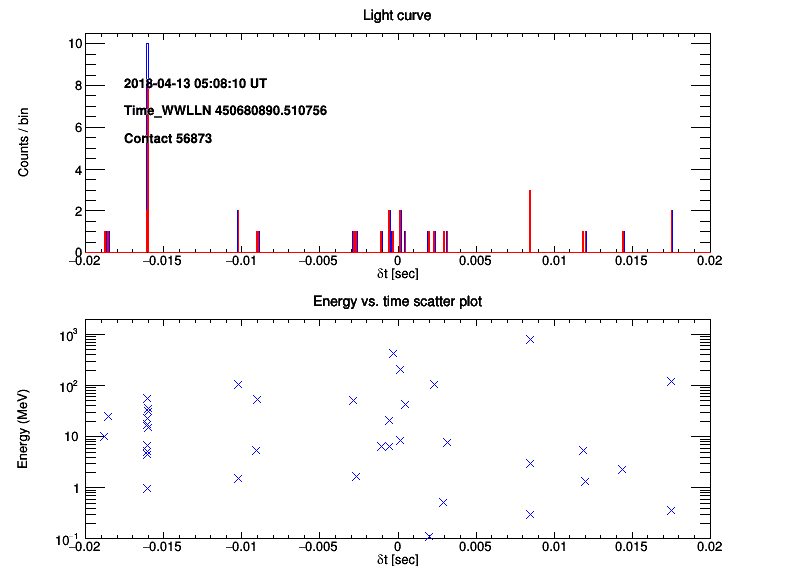 Light curve
10
8
6
4
2
0
Counts / bin
2018-04-13 05:08:10 UT
Time_WWLLN 450680890.510756
Contact 56873
−0.02 −0.015 −0.01 −0.005 0 0.005 0.01 0.015 0.02
δt [sec]
Energy vs. time scatter plot
10³
10²
10
1
10⁻¹
Energy (MeV)
−0.02 −0.015 −0.01 −0.005 0 0.005 0.01 0.015 0.02
δt [sec]